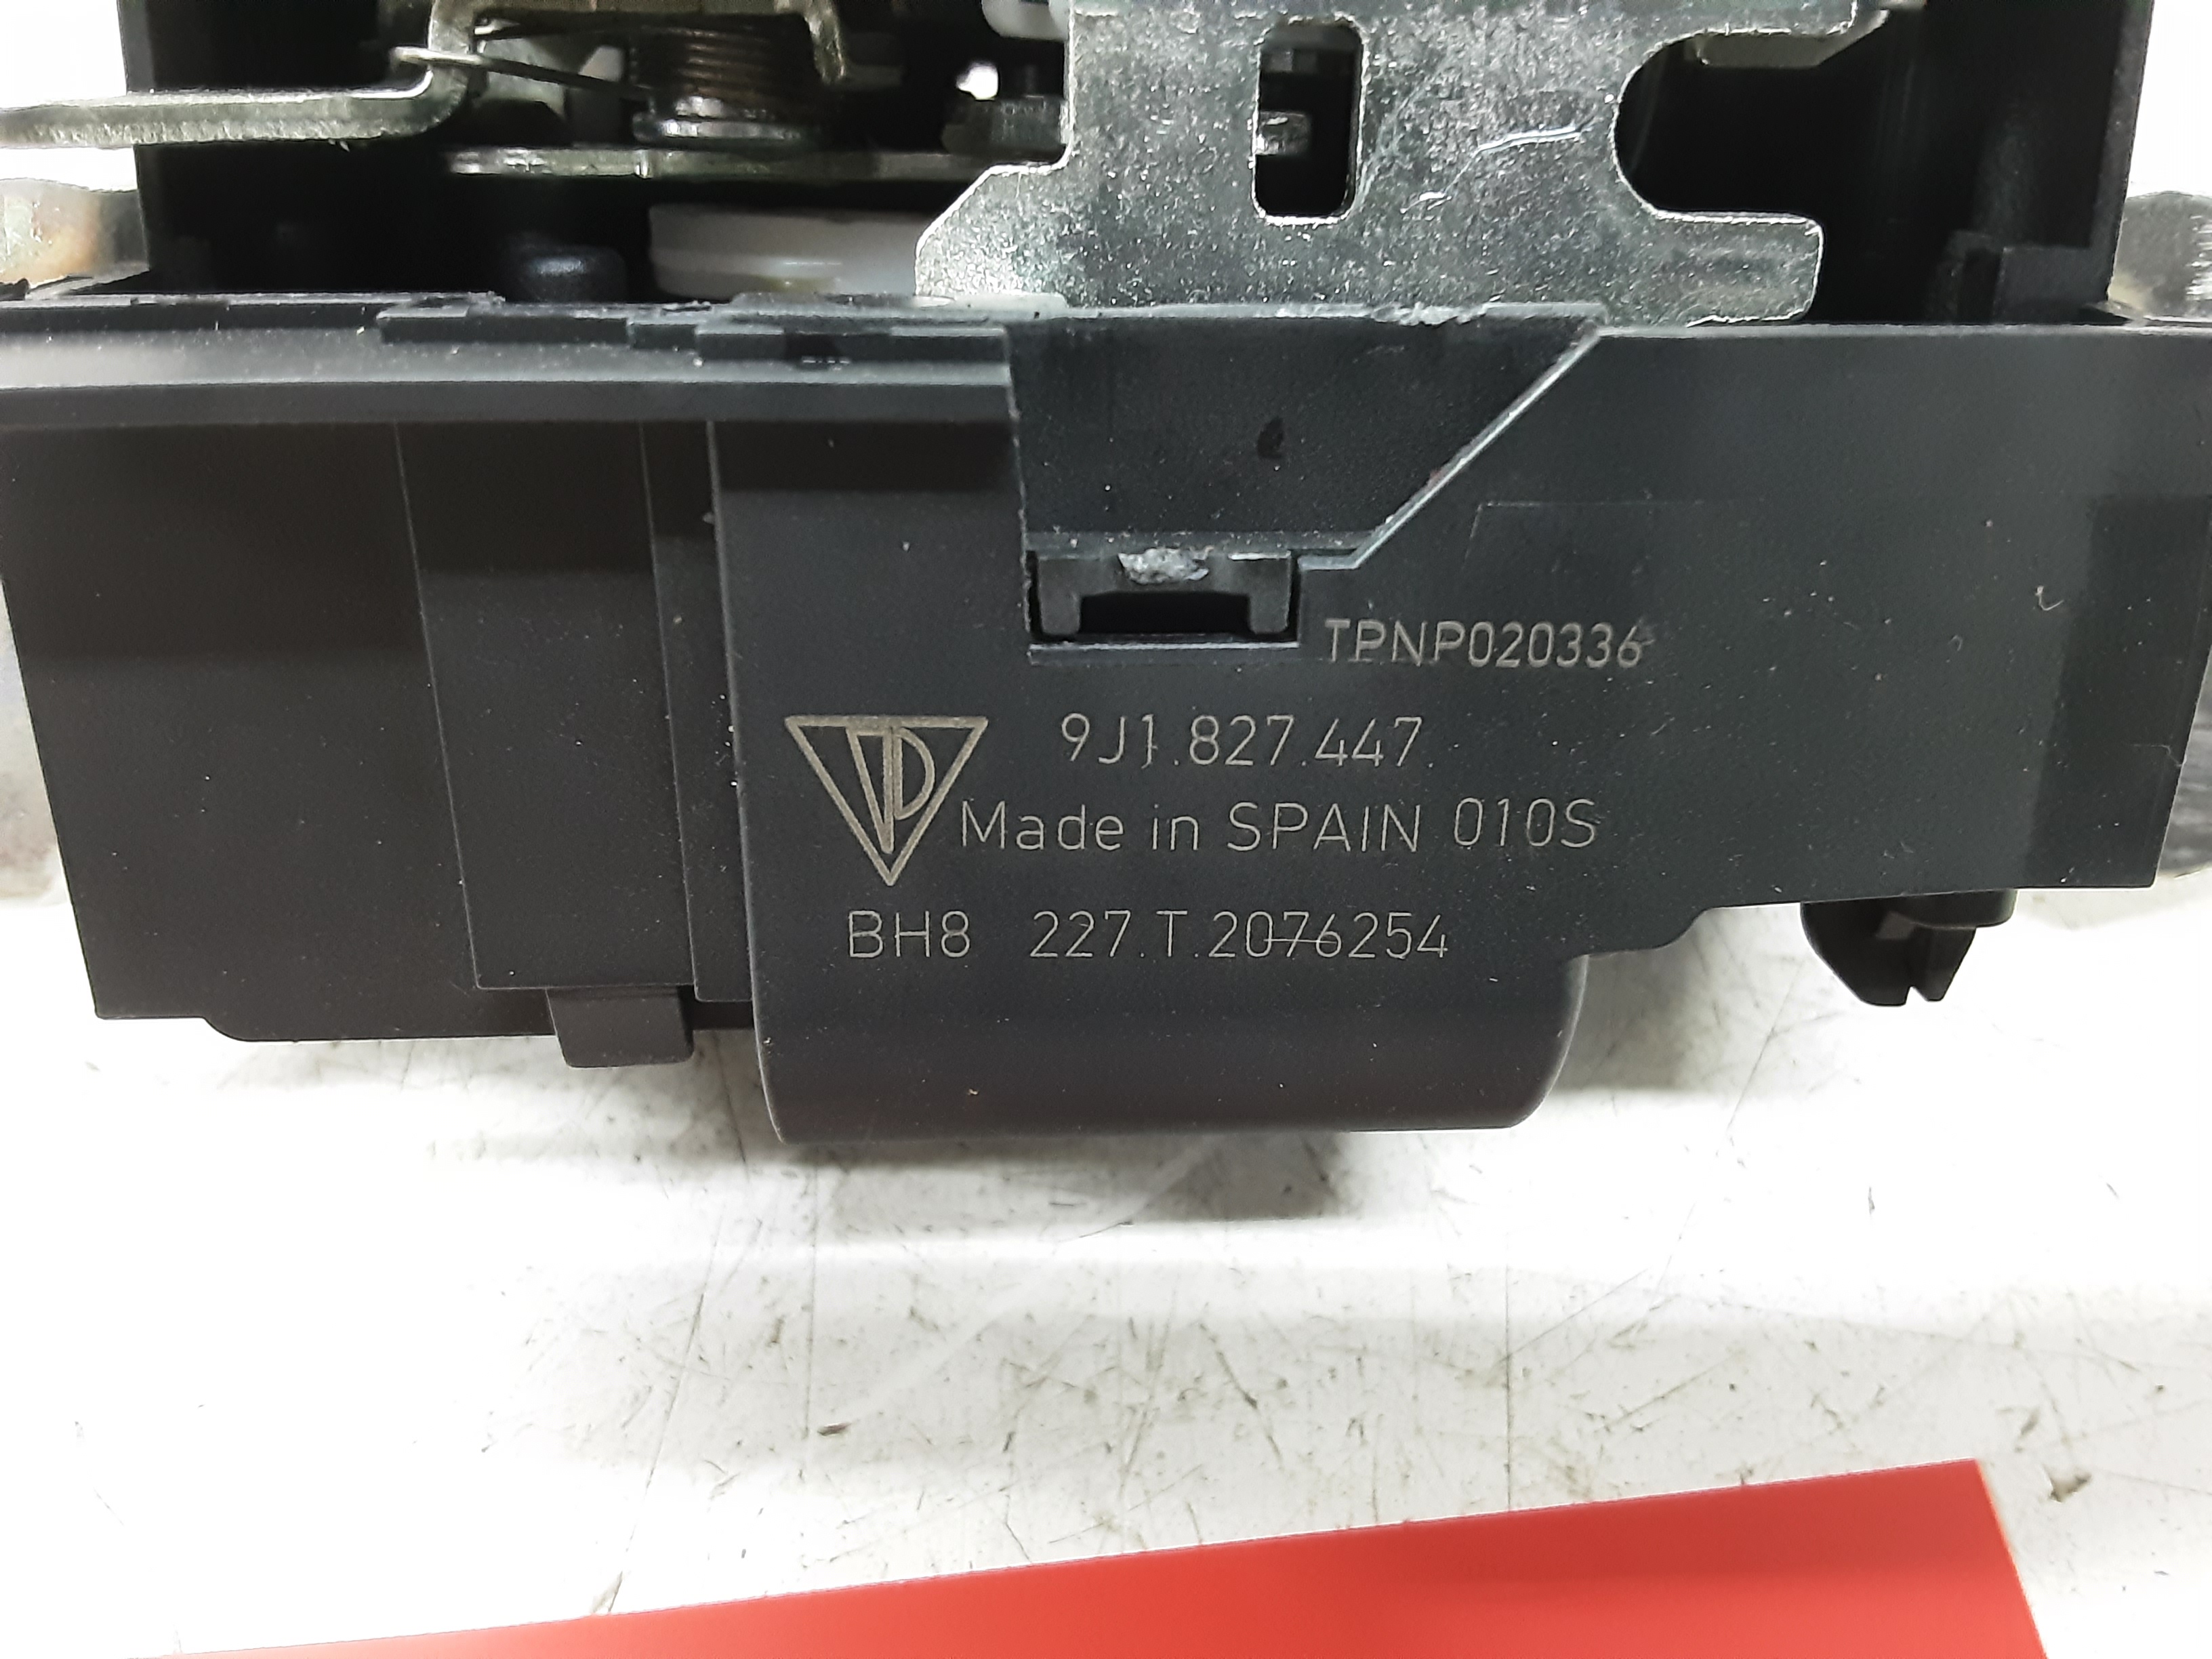 TPNP020336
9J1.827.447.
Made in SPAIN 010S
BH8 227.T.2076254